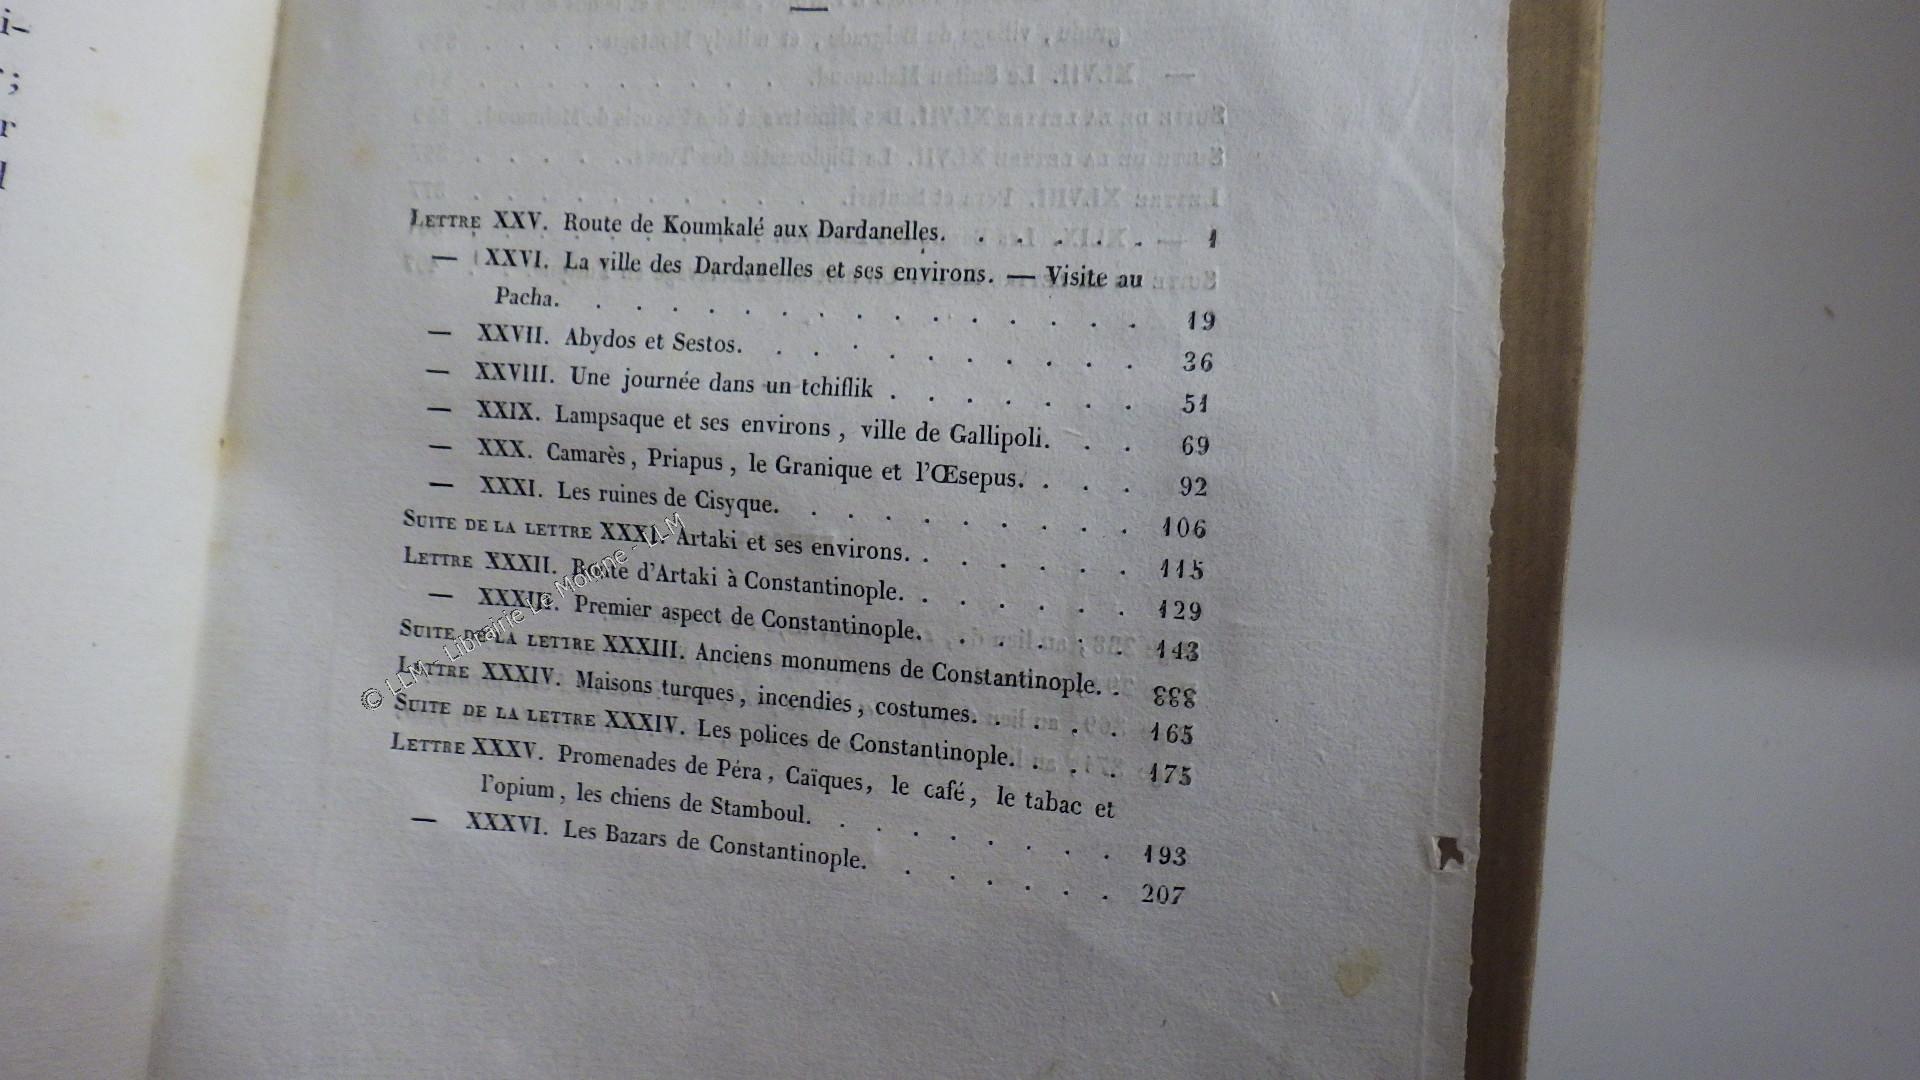 i-
r ;
r
l
LETTRE XXV. Route de Koumkalé aux Dardanelles. . . . . . . 1
— XXVI. La ville des Dardanelles et ses environs. — Visite au
Pacha. . . . . . . . . . . . . . . . 19
— XXVII. Abydos et Sestos. . . . . . . . . . . 36
— XXVIII. Une journée dans un tchiflik . . . . . . . 51
— XXIX. Lampsaque et ses environs, ville de Gallipoli. . . 69
— XXX. Camarès, Priapus, le Granique et l'Œsepus. . . . 92
— XXXI. Les ruines de Cisyque. . . . . . . . . . 106
SUITE DE LA LETTRE XXXI. Artaki et ses environs. . . . . . . 115
LETTRE XXXII. Route d'Artaki à Constantinople. . . . . . . 129
— XXXIII. Premier aspect de Constantinople. . . . . . 143
SUITE DE LA LETTRE XXXIII. Anciens monumens de Constantinople. . 333
LETTRE XXXIV. Maisons turques, incendies, costumes. . . . . 165
SUITE DE LA LETTRE XXXIV. Les polices de Constantinople. . . . 175
LETTRE XXXV. Promenades de Péra, Caïques, le café, le tabac et
l'opium, les chiens de Stamboul. . . . . . . . . 193
— XXXVI. Les Bazars de Constantinople. . . . . . . 207
© LLM - Librairie Le Moigne - LLM